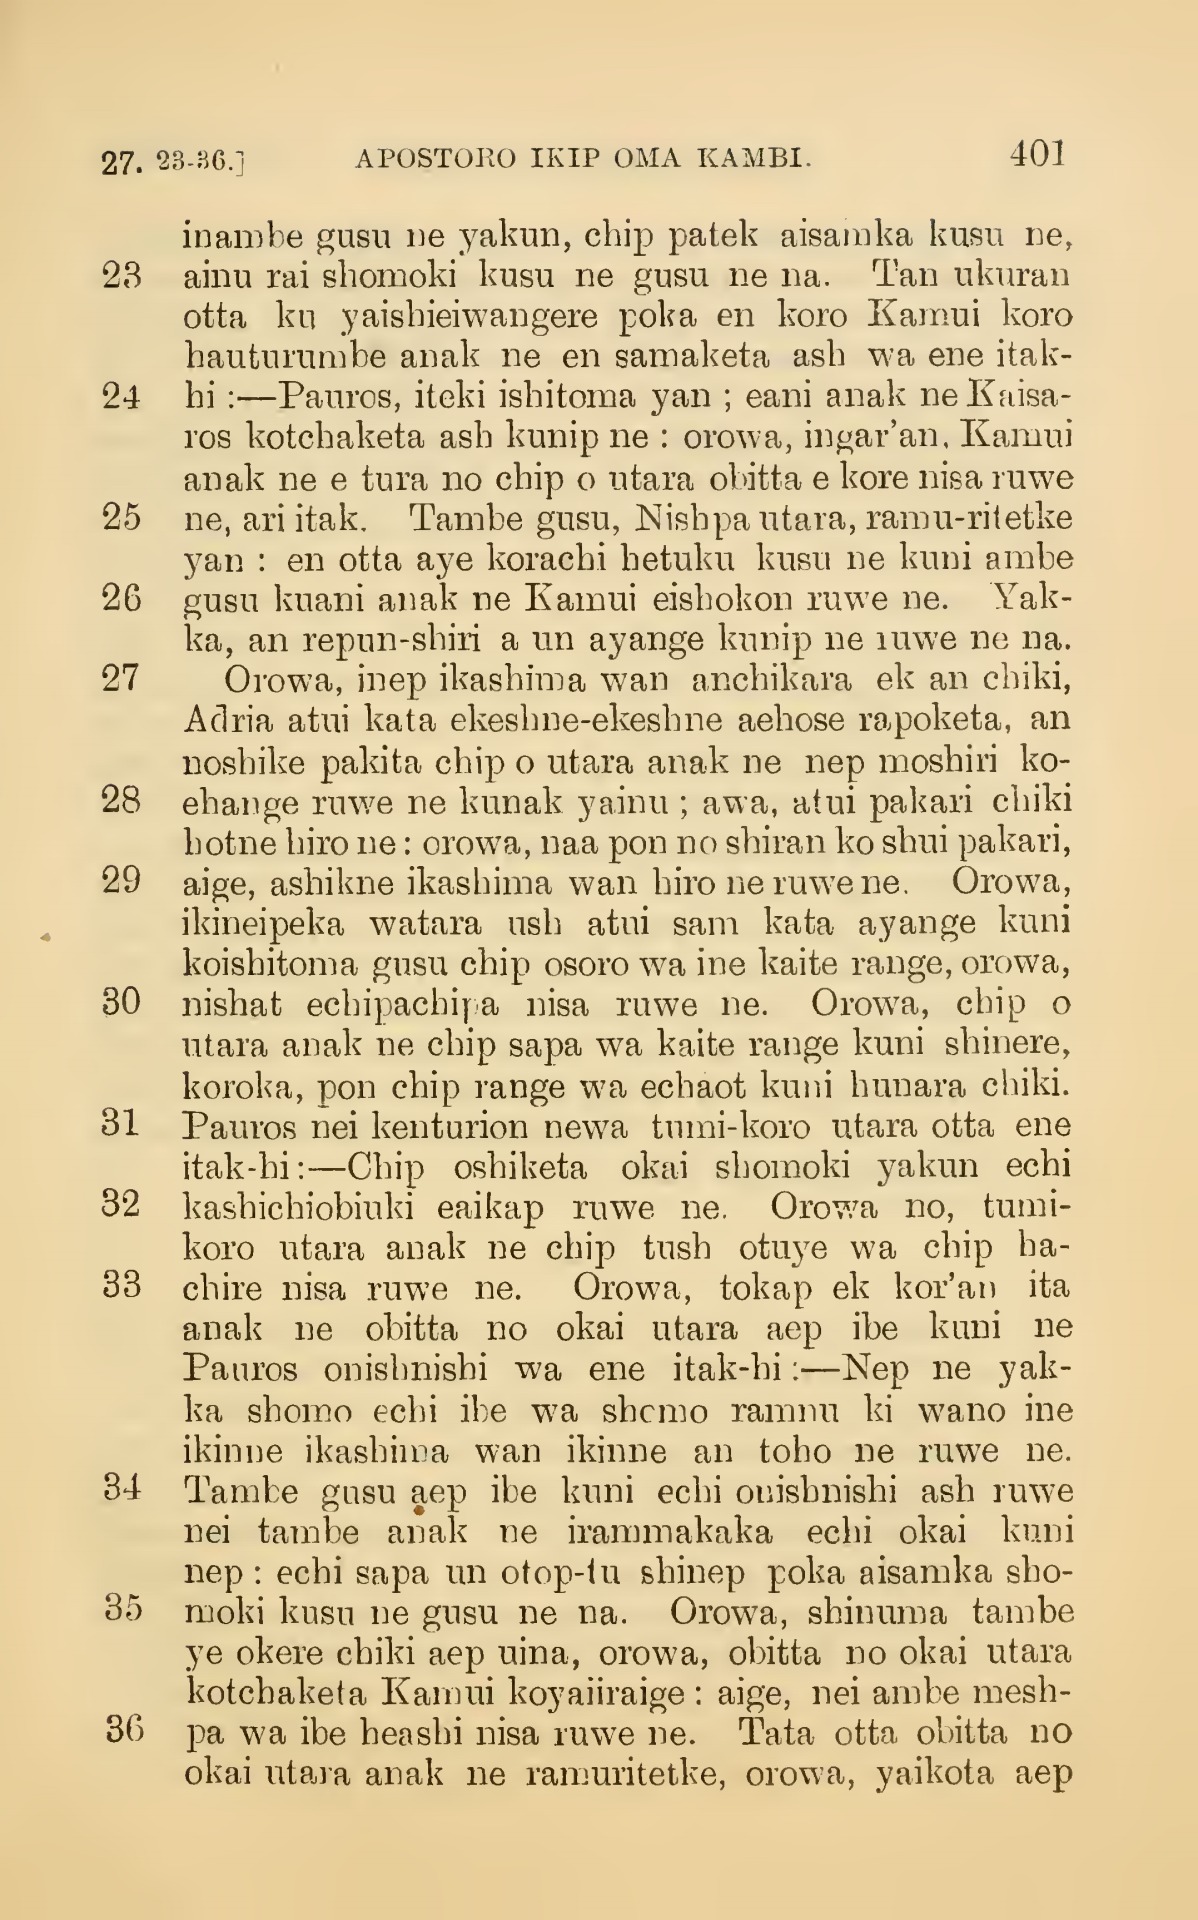 27. 23-36.] APOSTORO IKIP OMA KAMBI. 401
inambe gusu ne yakun, chip patek aisamka kusu ne,
23 ainu rai shomoki kusu ne gusu ne na. Tan ukuran
otta ku yaishieiwangere poka en koro Kamui koro
hauturumbe anak ne en samaketa ash wa ene itak-
24 hi :—Pauros, iteki ishitoma yan ; eani anak ne Kaisa-
ros kotchaketa ash kunip ne : orowa, ingar'an, Kamui
anak ne e tura no chip o utara obitta e kore nisa ruwe
25 ne, ari itak. Tambe gusu, Nishpa utara, ramu-ritetke
yan : en otta aye korachi hetuku kusu ne kuni ambe
26 gusu kuani anak ne Kamui eishokon ruwe ne. Yak-
ka, an repun-shiri a un ayange kunip ne ruwe ne na.
27 Orowa, inep ikashima wan anchikara ek an chiki,
Adria atui kata ekeshne-ekeshne aehose rapoketa, an
noshike pakita chip o utara anak ne nep moshiri ko-
28 ehange ruwe ne kunak yainu ; awa, atui pakari chiki
hotne hiro ne : orowa, naa pon no shiran ko shui pakari,
29 aige, ashikne ikashima wan hiro ne ruwe ne. Orowa,
ikineipeka watara ush atui sam kata ayange kuni
koishitoma gusu chip osoro wa ine kaite range, orowa,
30 nishat echipachipa nisa ruwe ne. Orowa, chip o
utara anak ne chip sapa wa kaite range kuni shinere,
koroka, pon chip range wa echaot kuni hunara chiki.
31 Pauros nei kenturion newa tumi-koro utara otta ene
itak-hi :—Chip oshiketa okai shomoki yakun echi
32 kashichiobiuki eaikap ruwe ne. Orowa no, tumi-
koro utara anak ne chip tush otuye wa chip ha-
33 chire nisa ruwe ne. Orowa, tokap ek kor'an ita
anak ne obitta no okai utara aep ibe kuni ne
Pauros onishnishi wa ene itak-hi :—Nep ne yak-
ka shomo echi ibe wa shomo ramnu ki wano ine
ikinne ikashima wan ikinne an toho ne ruwe ne.
34 Tambe gusu aep ibe kuni echi onishnishi ash ruwe
nei tambe anak ne irammakaka echi okai kuni
nep : echi sapa un otop-tu shinep poka aisamka sho-
35 moki kusu ne gusu ne na. Orowa, shinuma tambe
ye okere chiki aep uina, orowa, obitta no okai utara
kotchaketa Kamui koyaiiraige : aige, nei ambe mesh-
36 pa wa ibe heashi nisa ruwe ne. Tata otta obitta no
okai utara anak ne ramuritetke, orowa, yaikota aep